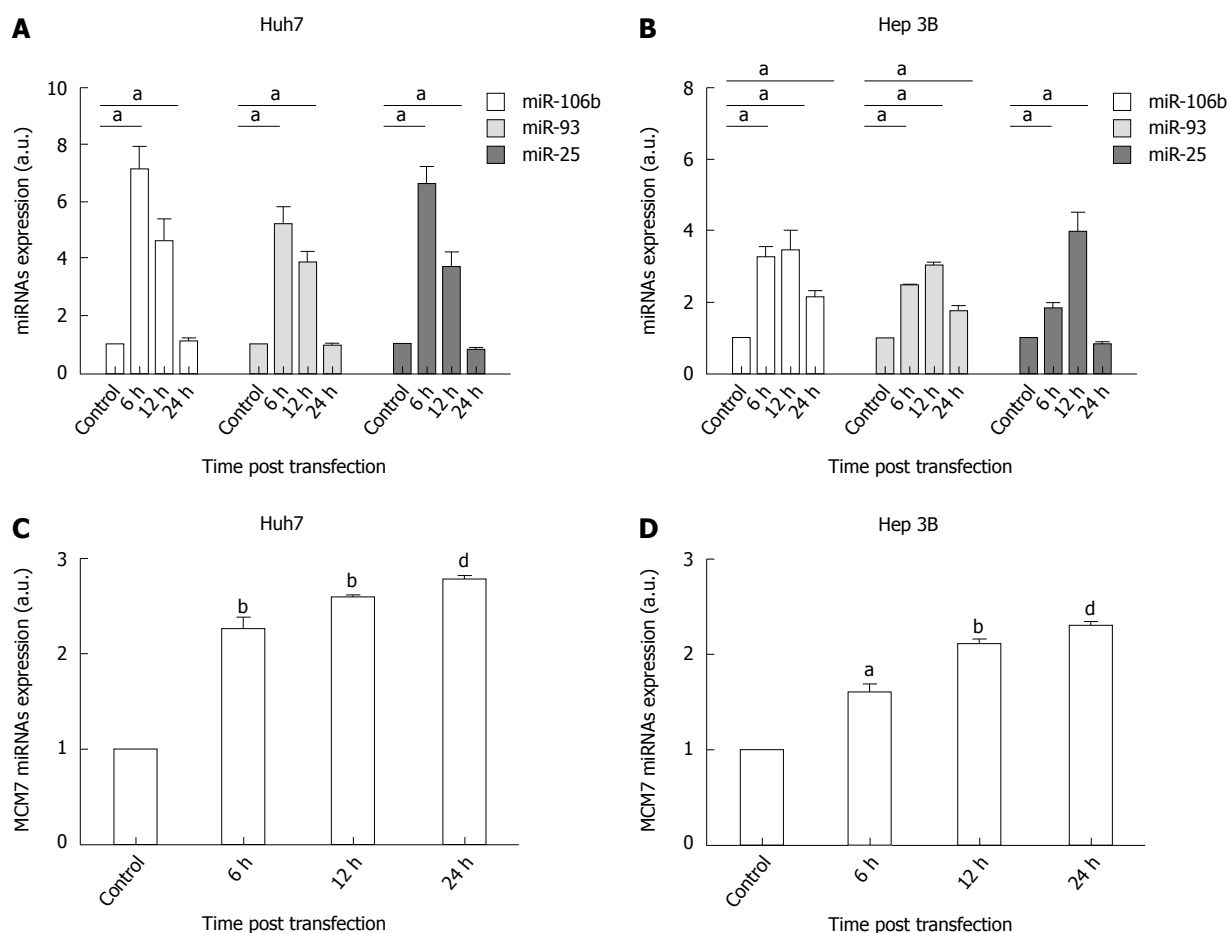 A
Huh7
10
8
6
4
2
0
miRNAs expression (a.u.)
a
a
a
a
a
a
miR-106b
miR-93
miR-25
Control
6 h
12 h
24 h
Control
6 h
12 h
24 h
Control
6 h
12 h
24 h
Time post transfection
B
Hep 3B
8
6
4
2
0
miRNAs expression (a.u.)
a
a
a
a
a
a
a
a
miR-106b
miR-93
miR-25
Control
6 h
12 h
24 h
Control
6 h
12 h
24 h
Control
6 h
12 h
24 h
Time post transfection
C
Huh7
3
2
1
0
MCM7 miRNAs expression (a.u.)
b
b
d
Control
6 h
12 h
24 h
Time post transfection
D
Hep 3B
3
2
1
0
MCM7 miRNAs expression (a.u.)
a
b
d
Control
6 h
12 h
24 h
Time post transfection